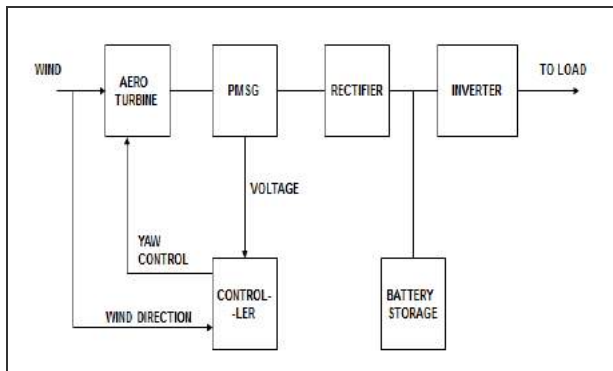 WIND
AERO
TURBINE
PMSG
RECTIFIER
INVERTER
TO LOAD
VOLTAGE
YAW
CONTROL
CONTROL-
-LER
BATTERY
STORAGE
WIND DIRECTION